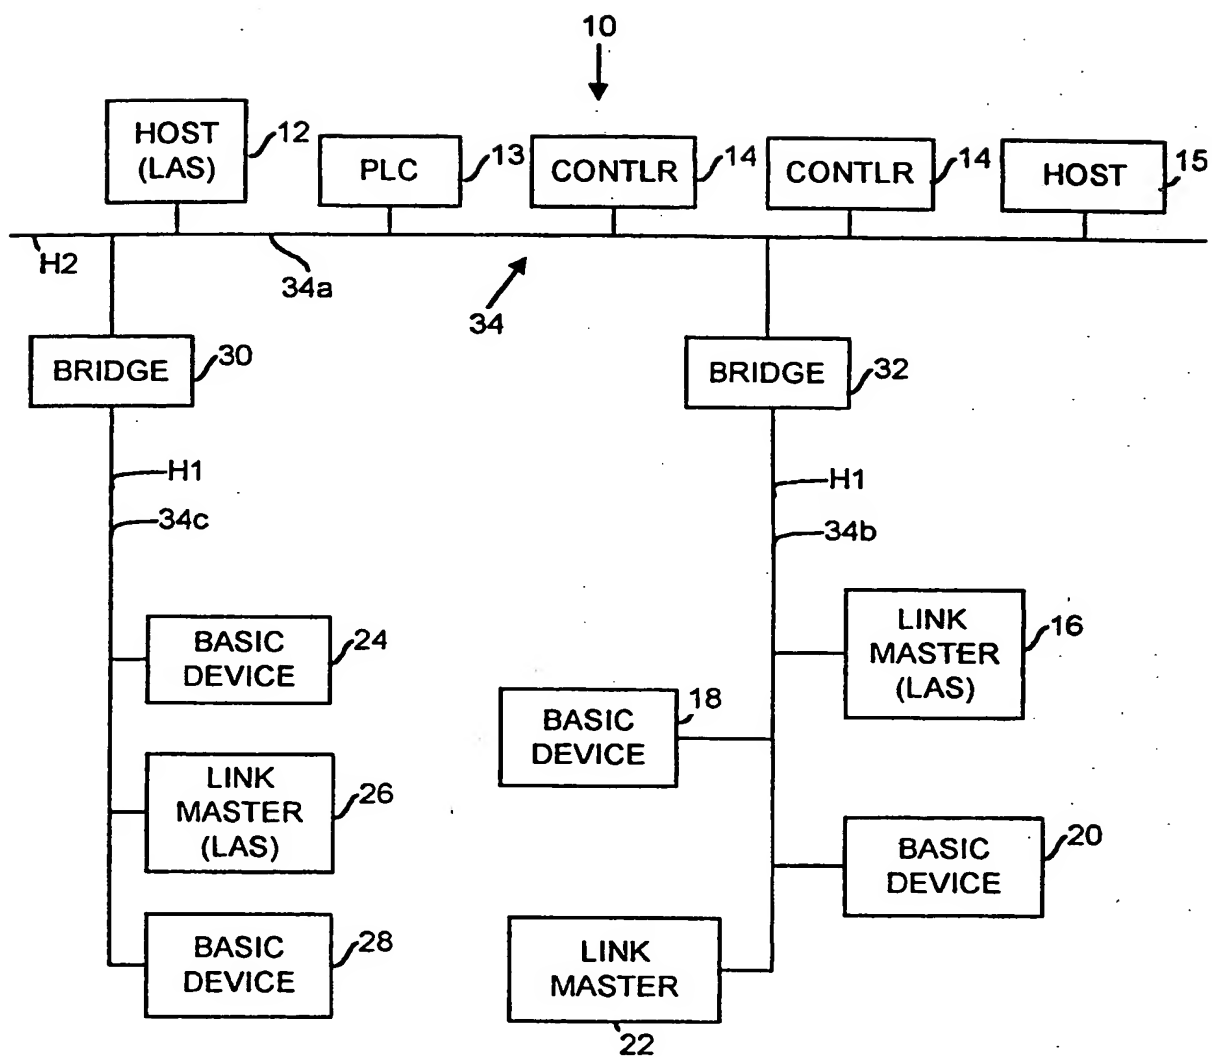 10
HOST
(LAS)
12
PLC
13
CONTLR
14
CONTLR
14
HOST
15
H2
34a
34
BRIDGE
30
BRIDGE
32
H1
34c
H1
34b
BASIC
DEVICE
24
LINK
MASTER
(LAS)
16
BASIC
DEVICE
18
LINK
MASTER
(LAS)
26
BASIC
DEVICE
20
BASIC
DEVICE
28
LINK
MASTER
22